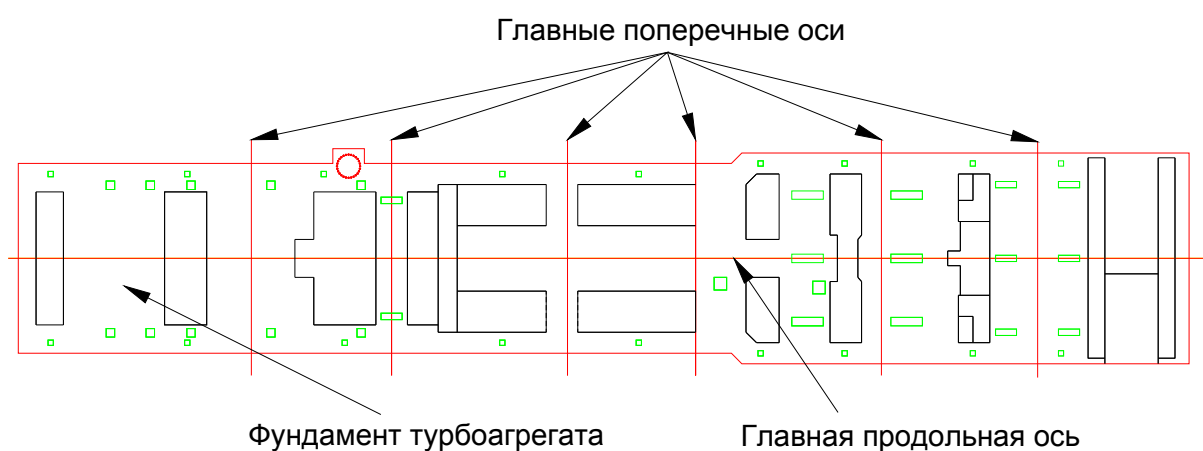 Главные поперечные оси
Фундамент турбоагрегата
Главная продольная ось